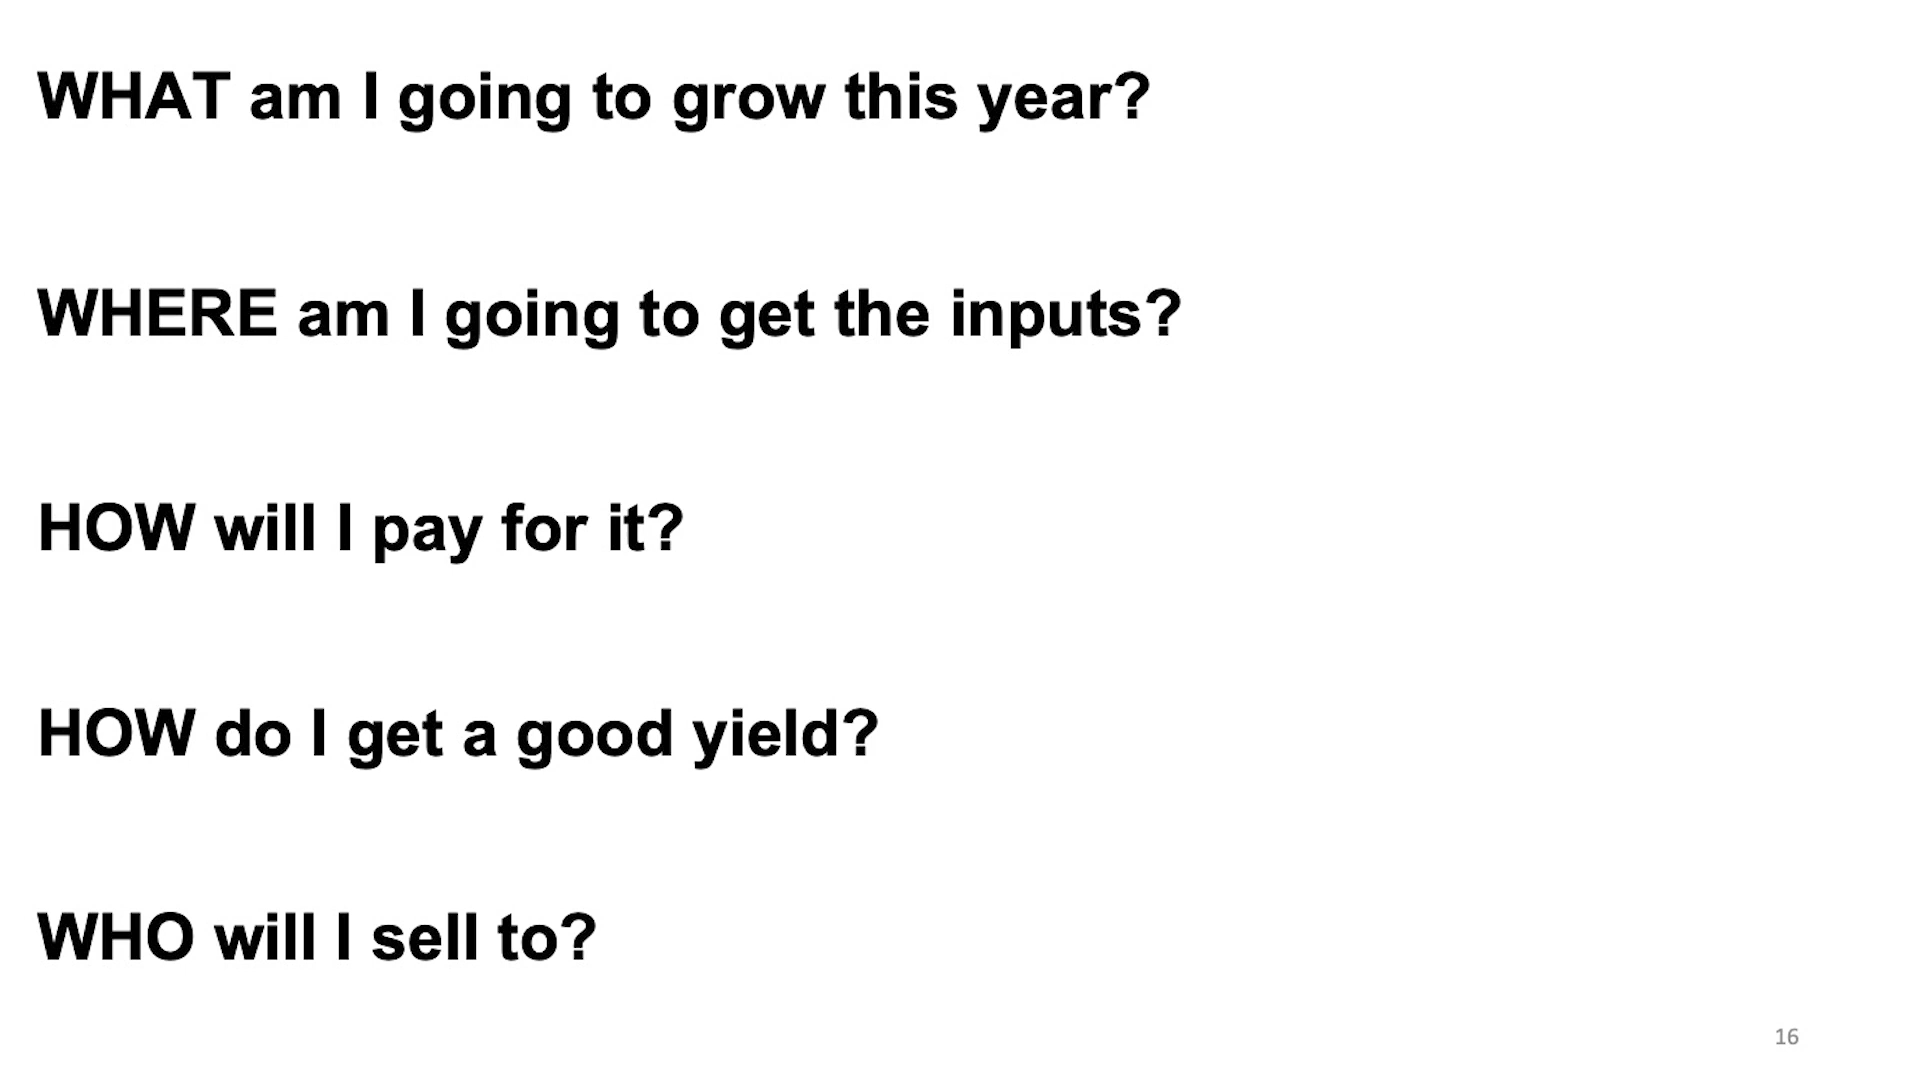 WHAT am I going to grow this year?
WHERE am I going to get the inputs?
HOW will I pay for it?
HOW do I get a good yield?
WHO will I sell to?
16